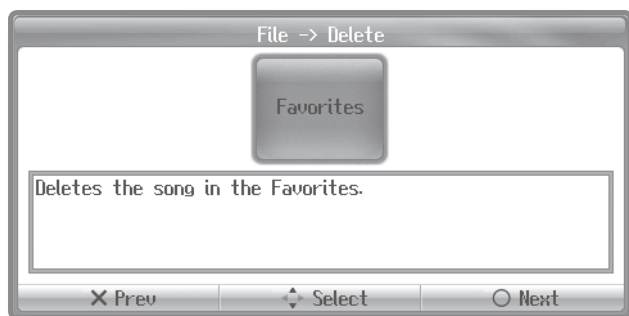 File -> Delete
Favorites
Deletes the song in the Favorites.
X Prev Select O Next